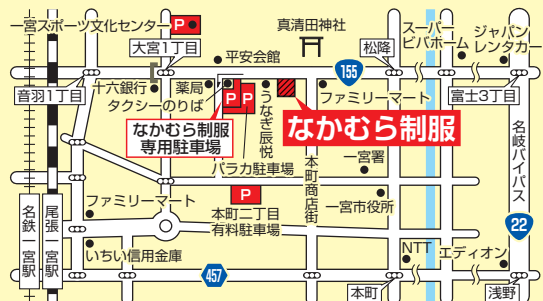 一宮スポーツ文化センター
P
真清田神社
スーパー
ビバホーム
ジャパン
レンタカー
大宮1丁目
平安会館
松降
155
音羽1丁目
十六銀行
タクシーのりば
薬局
P
P
うなぎ辰悦
ファミリーマート
富士3丁目
なかむら制服
専用駐車場
なかむら制服
パラカ駐車場
本町商店街
一宮署
名岐バイパス
P
本町二丁目
有料駐車場
一宮市役所
ファミリーマート
名鉄一宮駅
尾張一宮駅
いちい信用金庫
22
NTT
エディオン
457
本町
浅野